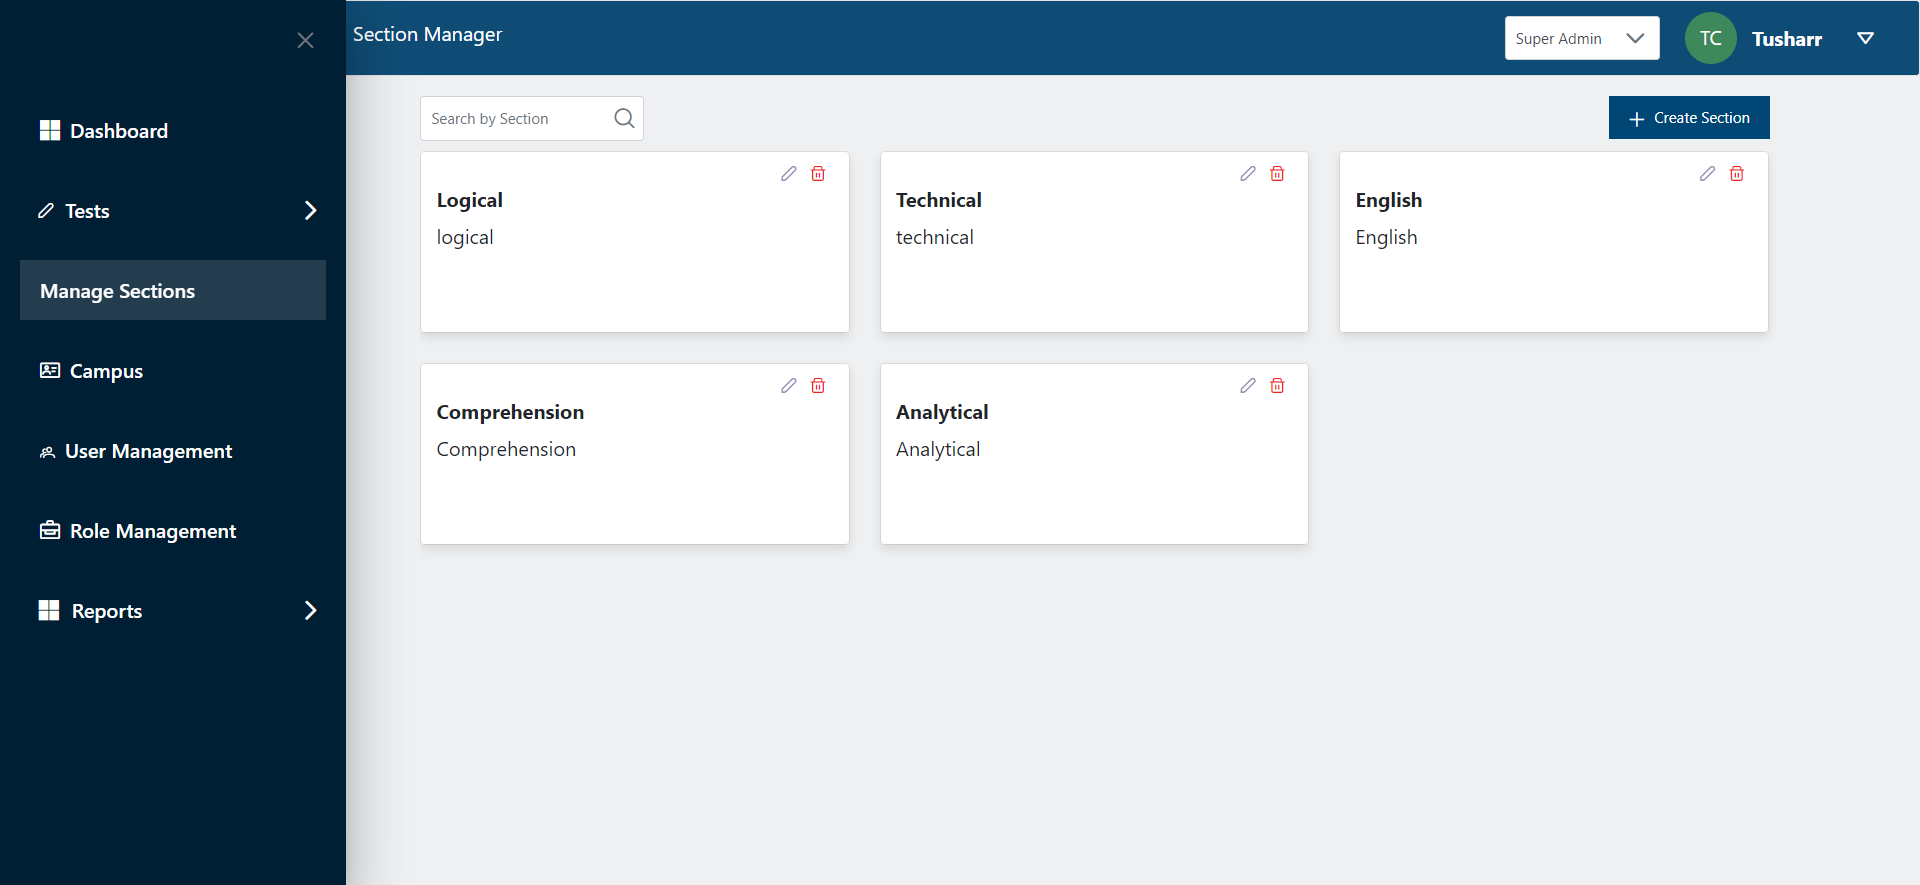 Section Manager
Super Admin
TC
Tusharr
Dashboard
Tests
Manage Sections
Campus
User Management
Role Management
Reports
Search by Section
Create Section
Logical
logical
Technical
technical
English
English
Comprehension
Comprehension
Analytical
Analytical